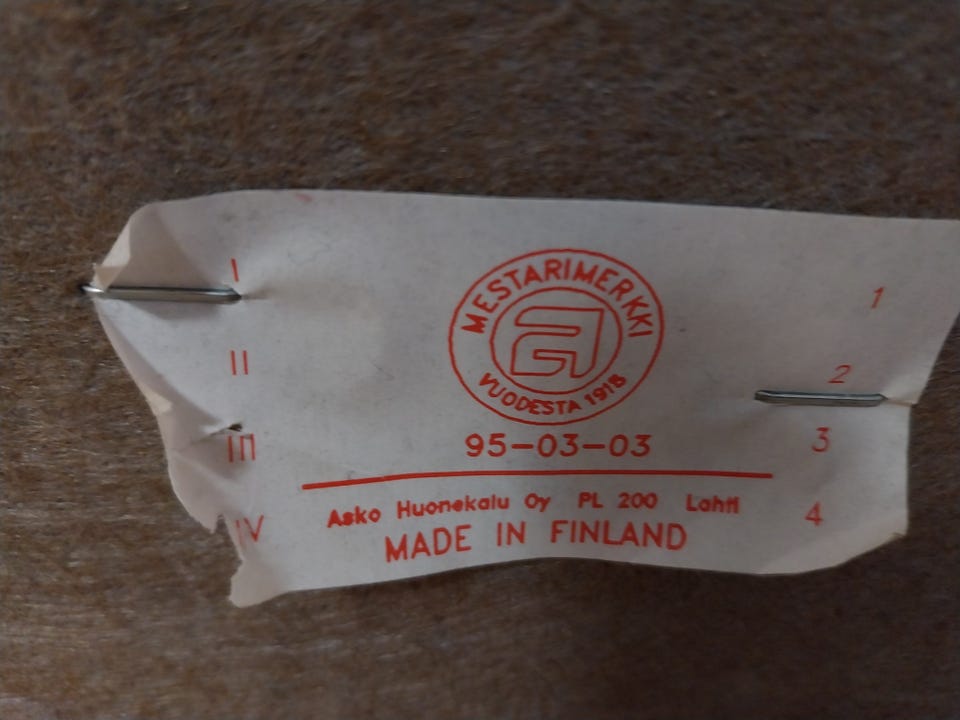 MESTARIMERKKI
a
VUODESTA 1918
95-03-03
Asko Huonekalu Oy PL 200 Lahti
MADE IN FINLAND
I
II
III
IV
1
2
3
4